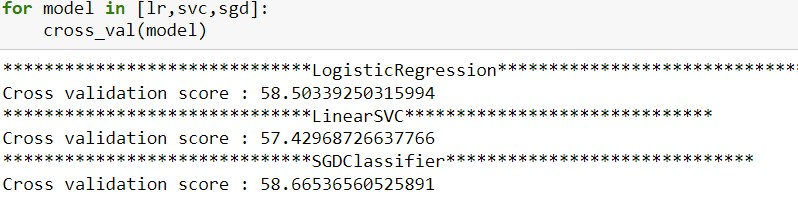 for model in [lr,svc,sgd]:
    cross_val(model)
******************************LogisticRegression******************************
Cross validation score : 58.50339250315994
******************************LinearSVC******************************
Cross validation score : 57.42968726637766
******************************SGDClassifier******************************
Cross validation score : 58.66536560525891